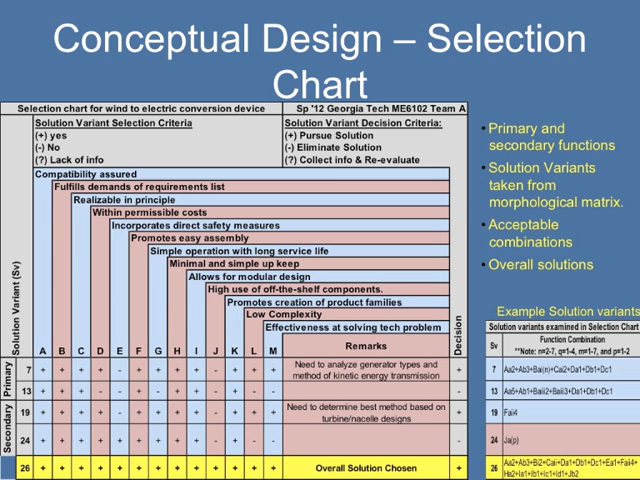 Conceptual Design – Selection
Chart
Selection chart for wind to electric conversion device
Sp '12 Georgia Tech ME6102 Team A
Solution Variant (Sv)
Solution Variant Selection Criteria
(+) yes
(-) No
(?) Lack of info
Solution Variant Decision Criteria:
(+) Pursue Solution
(-) Eliminate Solution
(?) Collect info & Re-evaluate
Compatibility assured
Fulfills demands of requirements list
Realizable in principle
Within permissible costs
Incorporates direct safety measures
Promotes easy assembly
Simple operation with long service life
Minimal and simple up keep
Allows for modular design
High use of off-the-shelf components.
Promotes creation of product families
Low Complexity
Effectiveness at solving tech problem
A B C D E F G H I J K L M Remarks Decision
Primary
7 + + + + - + + + + - + + + Need to analyze generator types and method of kinetic energy transmission +
13 + + + - - + - + + - + - - -
Secondary
19 + + + + - + + + + - + + + Need to determine best method based on turbine/nacelle designs +
24 + + + + + + + + + - + - - -
26 + + + + + + + + + + + + + Overall Solution Chosen +
• Primary and
secondary functions
• Solution Variants
taken from
morphological matrix.
• Acceptable
combinations
• Overall solutions
Example Solution variants
Solution variants examined in Selection Chart
Sv Function Combination
**Note: n=2-7, q=1-4, m=1-7, and p=1-2
7 Aa2+Ab3+Bai(n)+Cai2+Da1+Db1+Dc1
13 Aa5+Ab1+Baiii2+Baiii3+Da1+Db1+Dc1
19 Faii4
24 Ja(p)
26 Aa2+Ab3+Bi2+Caii+Da1+Db1+Dc1+Ea1+Faii4+
Ha2+Ia1+Ib1+Ic1+Id1+Jb2